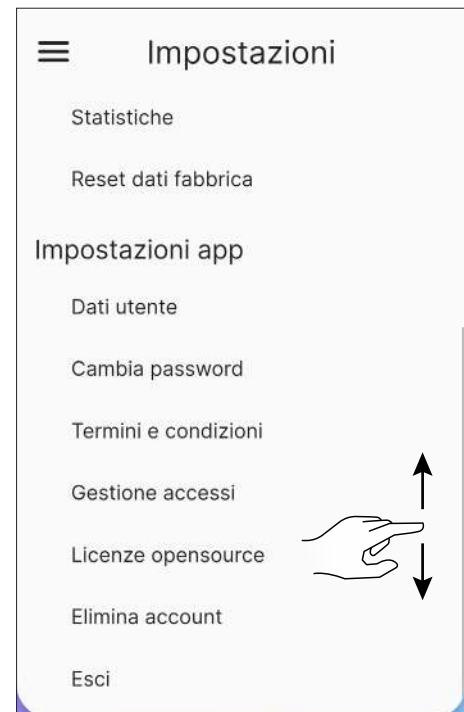 Impostazioni
Statistiche
Reset dati fabbrica
Impostazioni app
Dati utente
Cambia password
Termini e condizioni
Gestione accessi
Licenze opensource
Elimina account
Esci